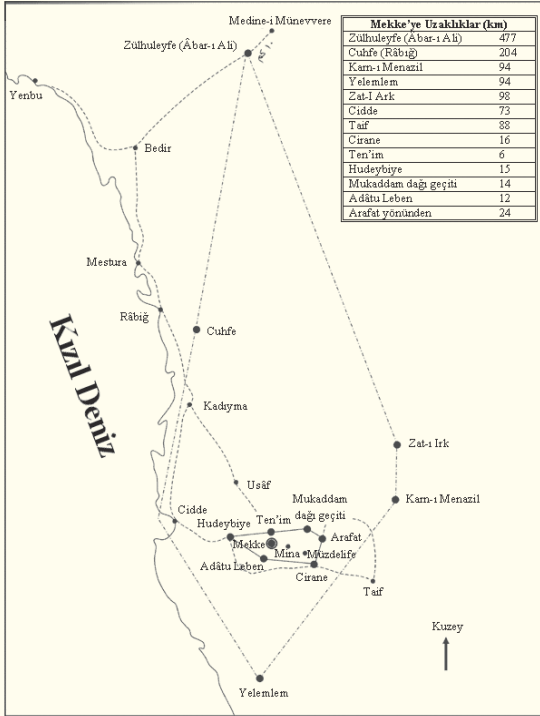 Medine-i Münevvere
Zülhuleyfe (Âbar-ı Ali)
Mekke'ye Uzaklıklar (km)
Zülhuleyfe (Âbar-ı Ali) 477
Cuhfe (Râbiğ) 204
Karn-ı Menazil 94
Yelemlem 94
Zat-I Ark 98
Cidde 73
Taif 88
Cirane 16
Ten'im 6
Hudeybiye 15
Mukaddam dağı geçiti 14
Adâtu Leben 12
Arafat yönünden 24
Yenbu
Bedir
Mestura
Râbiğ
Cuhfe
Kızıl Deniz
Kadıyma
Zat-ı Irk
Usâf
Karn-ı Menazil
Mukaddam
dağı geçiti
Cidde
Hudeybiye
Ten'im
Arafat
Mekke
Mina
Müzdelife
Adâtu Leben
Cirane
Taif
Kuzey
Yelemlem